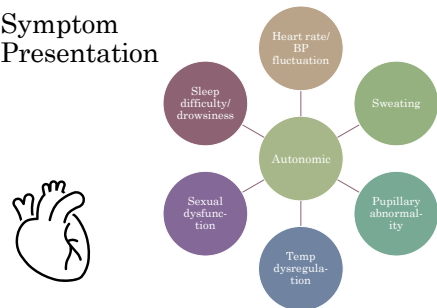 Symptom
Presentation
Heart rate/
BP
fluctuation
Sweating
Pupillary
abnormal-
ity
Temp
dysregula-
tion
Sexual
dysfunc-
tion
Sleep
difficulty/
drowsiness
Autonomic